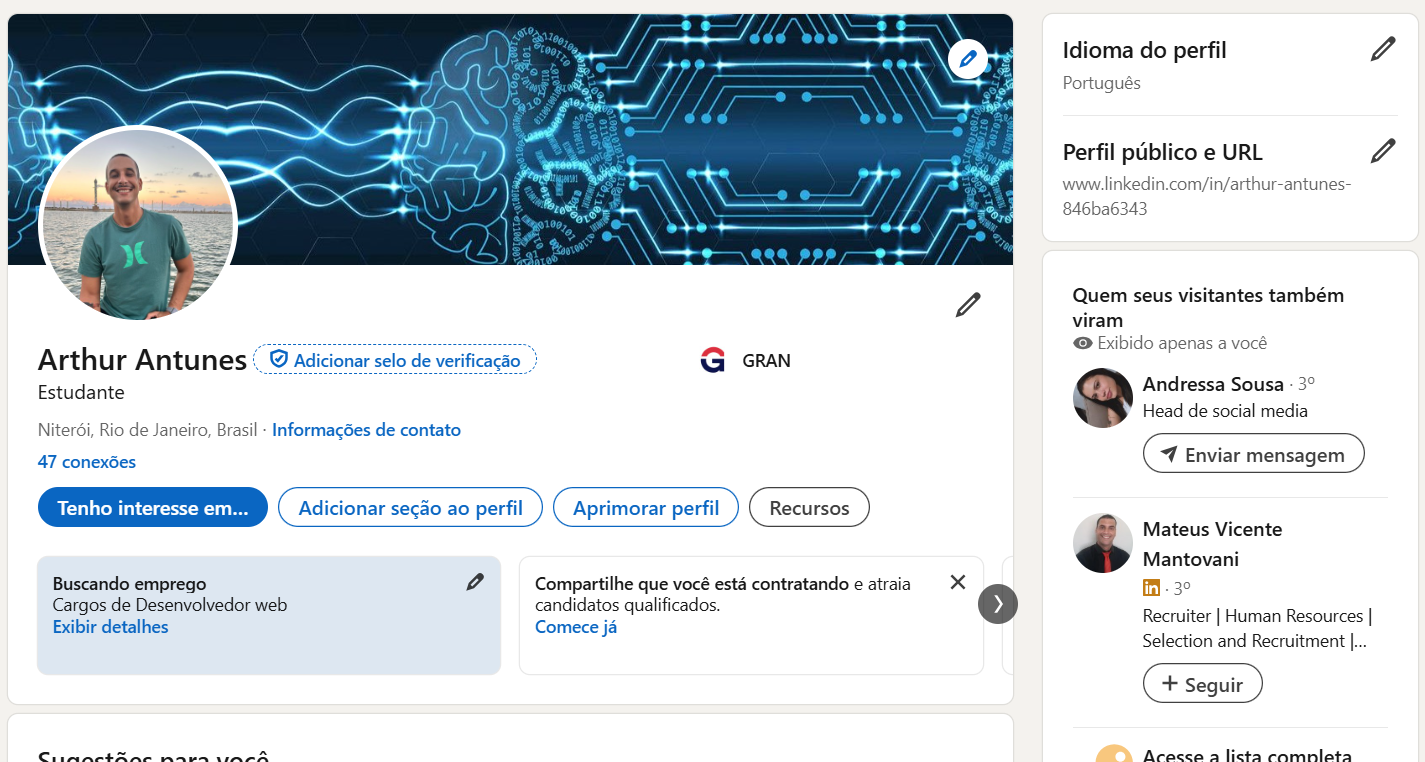 Arthur Antunes
Adicionar selo de verificação
GRAN
Estudante
Niterói, Rio de Janeiro, Brasil · Informações de contato
47 conexões
Tenho interesse em...
Adicionar seção ao perfil
Aprimorar perfil
Recursos
Buscando emprego
Cargos de Desenvolvedor web
Exibir detalhes
Compartilhe que você está contratando e atraia
candidatos qualificados.
Comece já
Sugestões para você
Idioma do perfil
Português
Perfil público e URL
www.linkedin.com/in/arthur-antunes-
846ba6343
Quem seus visitantes também
viram
Exibido apenas a você
Andressa Sousa · 3º
Head de social media
Enviar mensagem
Mateus Vicente
Mantovani
in · 3º
Recruiter | Human Resources |
Selection and Recruitment |...
Seguir
Acesse a lista completa